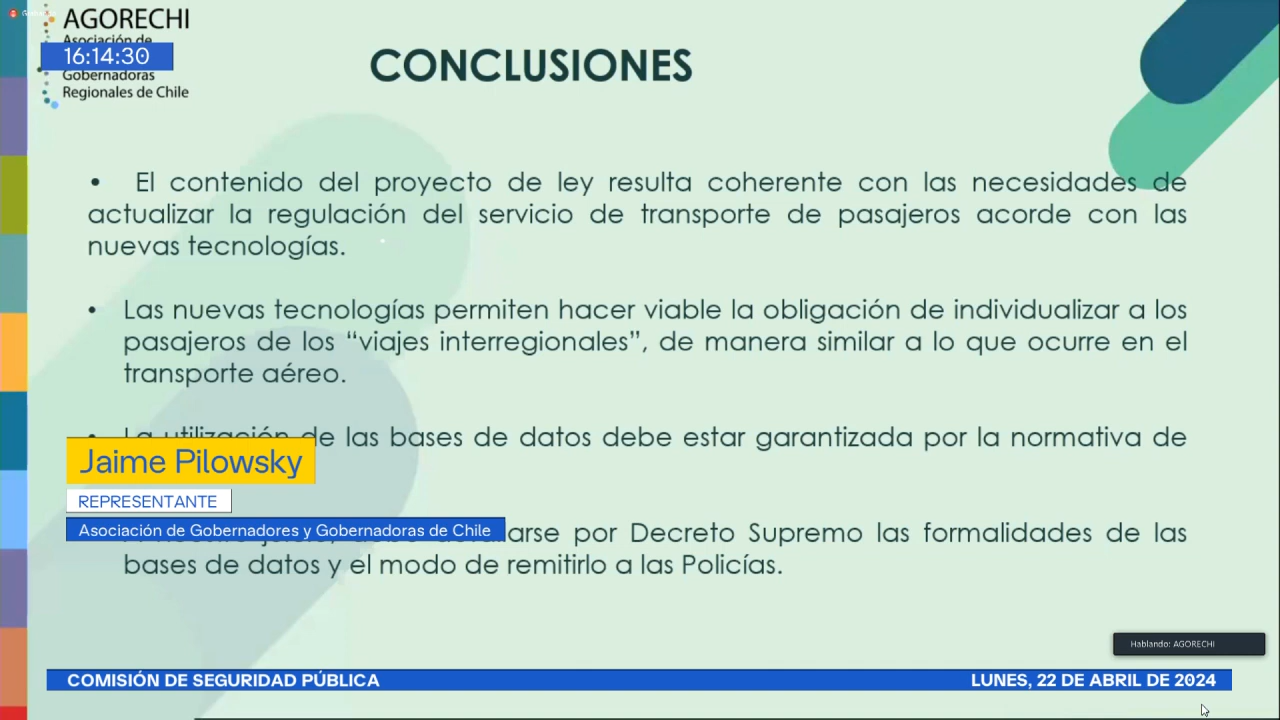 AGORECHI
Asociación de
16:14:30
Gobernadoras
Regionales de Chile
CONCLUSIONES
• El contenido del proyecto de ley resulta coherente con las necesidades de
actualizar la regulación del servicio de transporte de pasajeros acorde con las
nuevas tecnologías.
• Las nuevas tecnologías permiten hacer viable la obligación de individualizar a los
pasajeros de los “viajes interregionales”, de manera similar a lo que ocurre en el
transporte aéreo.
• La utilización de las bases de datos debe estar garantizada por la normativa de
Jaime Pilowsky
REPRESENTANTE
Asociación de Gobernadores y Gobernadoras de Chile
arse por Decreto Supremo las formalidades de las
bases de datos y el modo de remitirlo a las Policías.
Hablando: AGORECHI
COMISIÓN DE SEGURIDAD PÚBLICA
LUNES, 22 DE ABRIL DE 2024